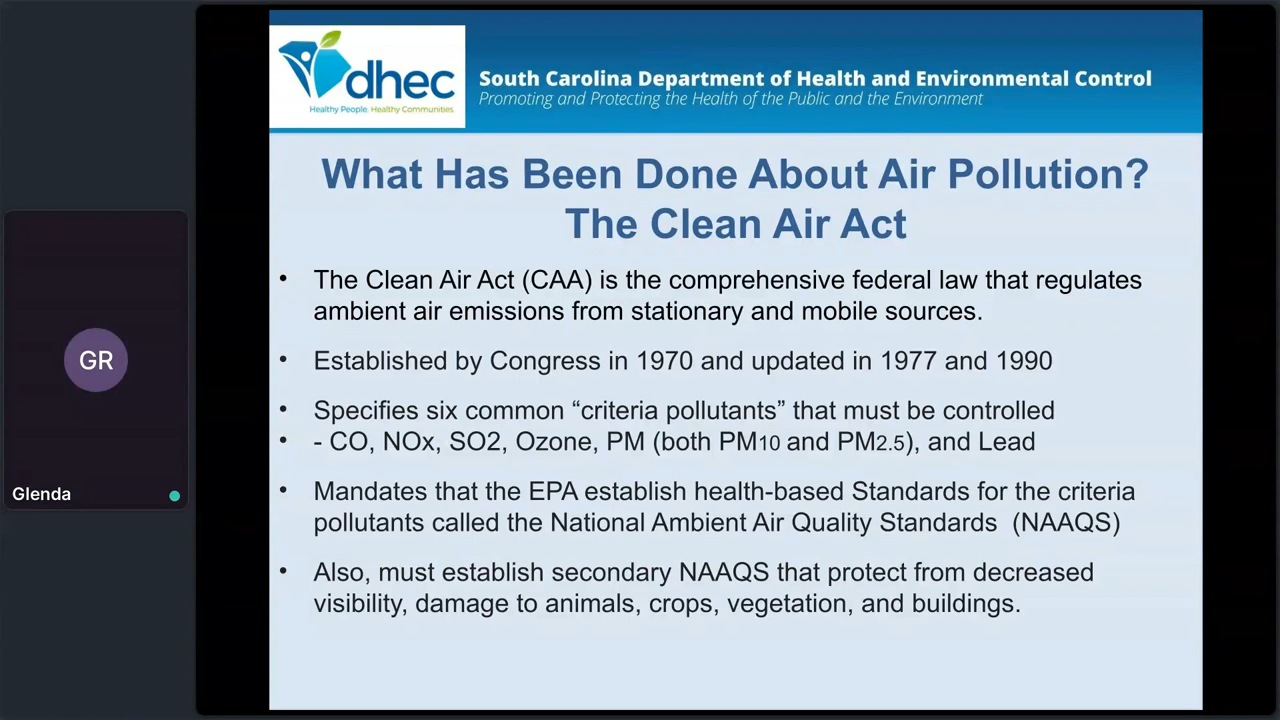 dhec
Healthy People. Healthy Communities.
South Carolina Department of Health and Environmental Control
Promoting and Protecting the Health of the Public and the Environment
What Has Been Done About Air Pollution?
The Clean Air Act
• The Clean Air Act (CAA) is the comprehensive federal law that regulates
ambient air emissions from stationary and mobile sources.
• Established by Congress in 1970 and updated in 1977 and 1990
• Specifies six common “criteria pollutants” that must be controlled
• - CO, NOx, SO2, Ozone, PM (both PM10 and PM2.5), and Lead
• Mandates that the EPA establish health-based Standards for the criteria
pollutants called the National Ambient Air Quality Standards (NAAQS)
• Also, must establish secondary NAAQS that protect from decreased
visibility, damage to animals, crops, vegetation, and buildings.
GR
Glenda